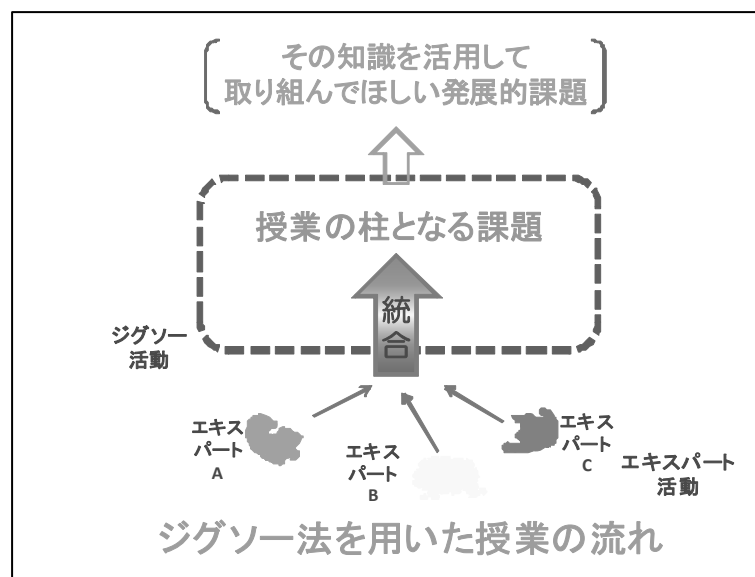 その知識を活用して
取り組んでほしい発展的課題
授業の柱となる課題
統
合
ジグソー
活動
エキス
パート
A
エキス
パート
B
エキス
パート
C
エキスパート
活動
ジグソー法を用いた授業の流れ